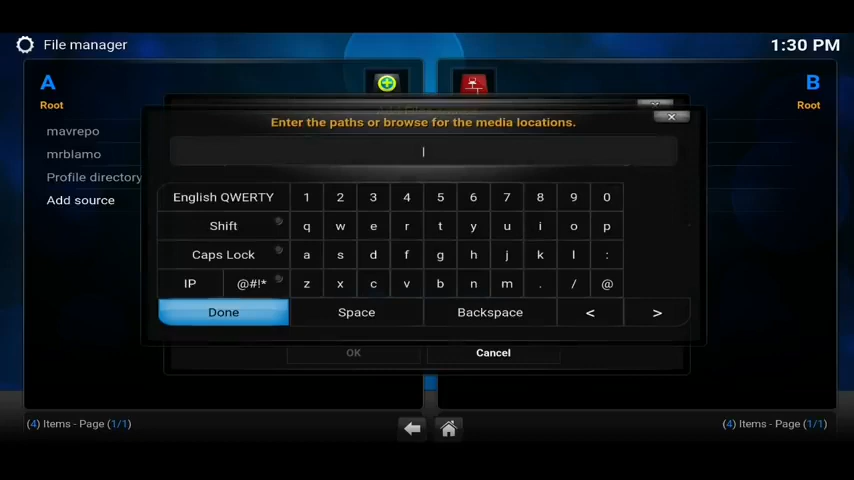 File manager
1:30 PM
A
Root
mavrepo
mrblamo
Profile directory
Add source
B
Root
Enter the paths or browse for the media locations.
English QWERTY 1 2 3 4 5 6 7 8 9 0
Shift q w e r t y u i o p
Caps Lock a s d f g h j k l :
IP @#!* z x c v b n m . / @
Done Space Backspace < >
OK Cancel
(4) Items - Page (1/1)
(4) Items - Page (1/1)